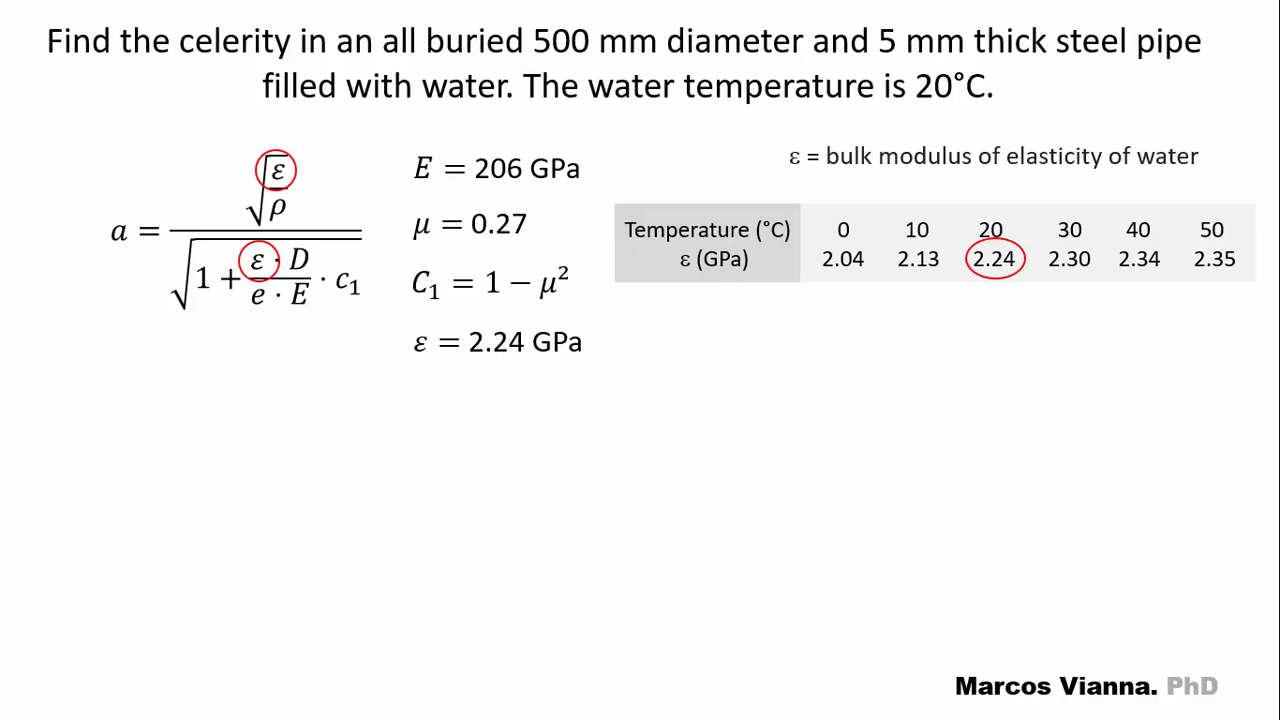 Find the celerity in an all buried 500 mm diameter and 5 mm thick steel pipe
filled with water. The water temperature is 20°C.
a = √(ε/ρ) / √(1 + (ε · D)/(e · E) · c₁)
E = 206 GPa
μ = 0.27
C₁ = 1 − μ²
ε = 2.24 GPa
ε = bulk modulus of elasticity of water
Temperature (°C) 0 10 20 30 40 50
ε (GPa) 2.04 2.13 2.24 2.30 2.34 2.35
Marcos Vianna. PhD